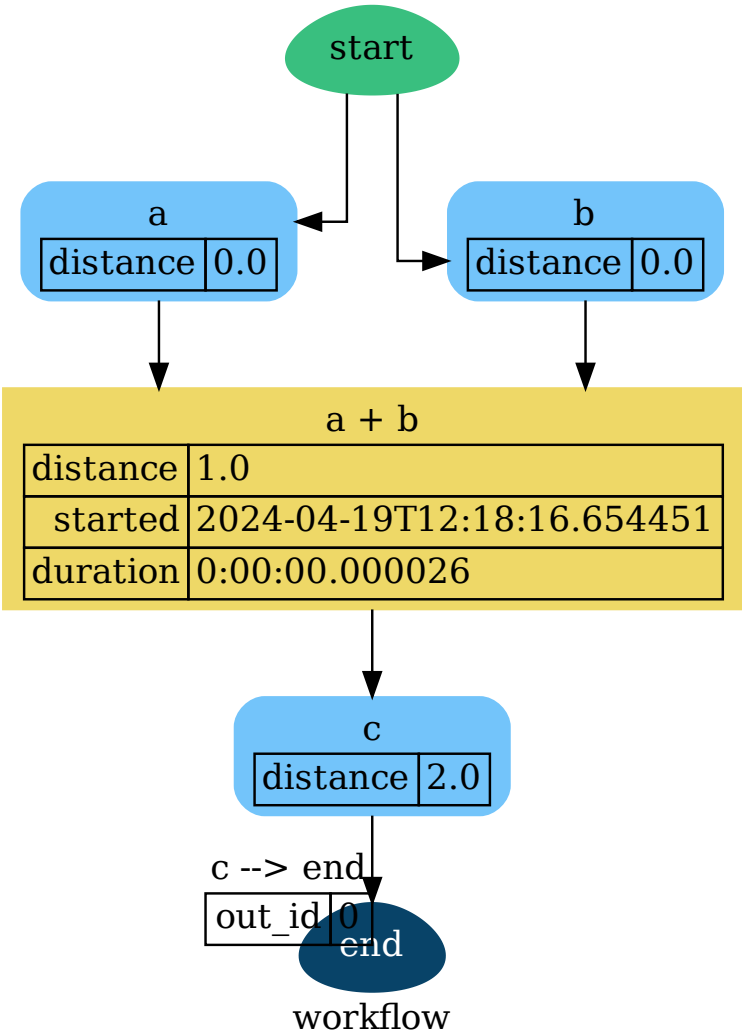 start
a
distance 0.0
b
distance 0.0
a + b
distance 1.0
started 2024-04-19T12:18:16.654451
duration 0:00:00.000026
c
distance 2.0
c --> end
out_id 0
end
workflow